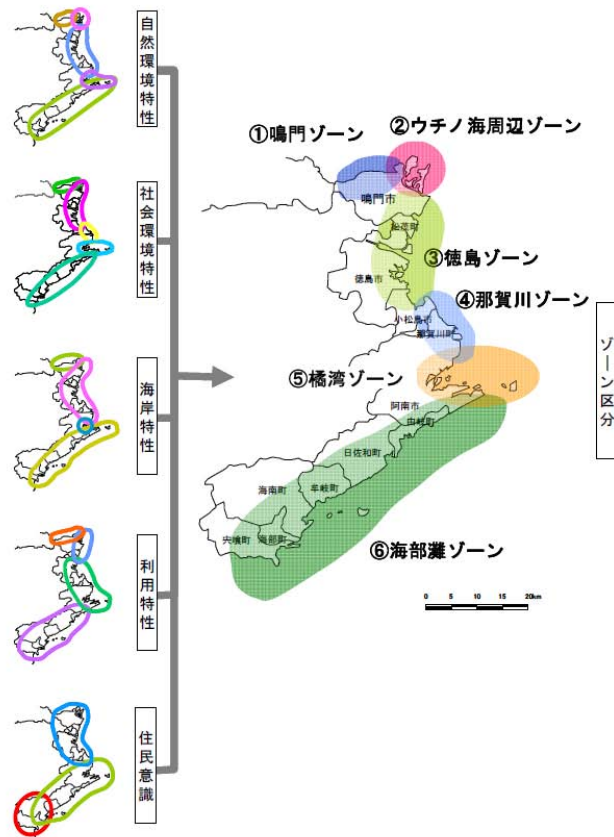 自然環境特性
社会環境特性
海岸特性
利用特性
住民意識
①鳴門ゾーン
②ウチノ海周辺ゾーン
鳴門市
松茂町
③徳島ゾーン
徳島市
④那賀川ゾーン
小松島市
那賀川町
⑤橘湾ゾーン
阿南市
由岐町
日佐和町
海南町
牟岐町
宍喰町
海部町
⑥海部灘ゾーン
0 5 10 15 20km
ゾーン区分